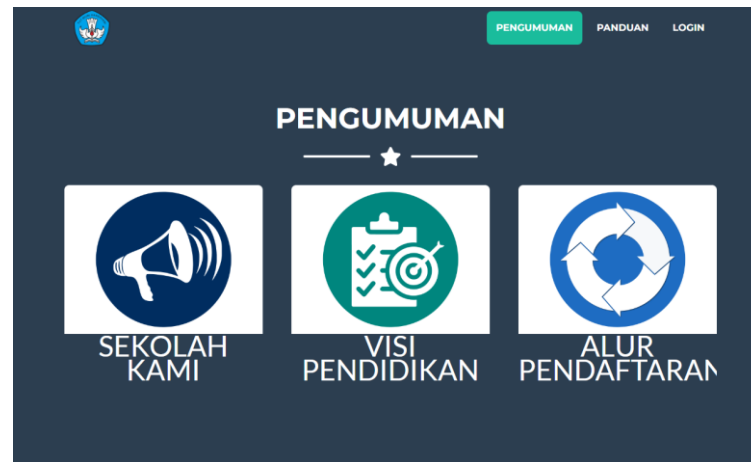 PENGUMUMAN PANDUAN LOGIN
PENGUMUMAN
SEKOLAH
KAMI
VISI
PENDIDIKAN
ALUR
PENDAFTARAN